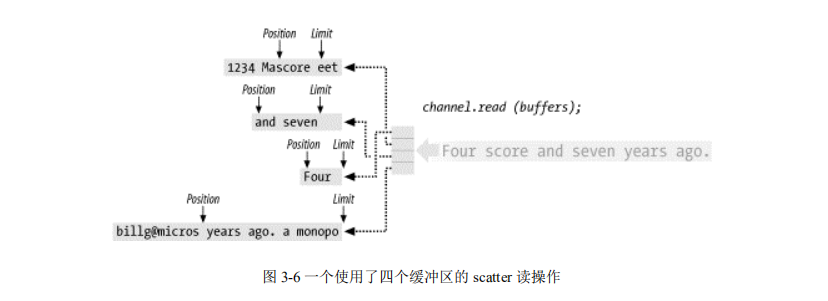 Position Limit
1234 Mascore eet
Position Limit
channel.read (buffers);
and seven
Position Limit
Four score and seven years ago.
Four
Position Limit
billg@micros years ago. a monopo
图 3-6 一个使用了四个缓冲区的 scatter 读操作